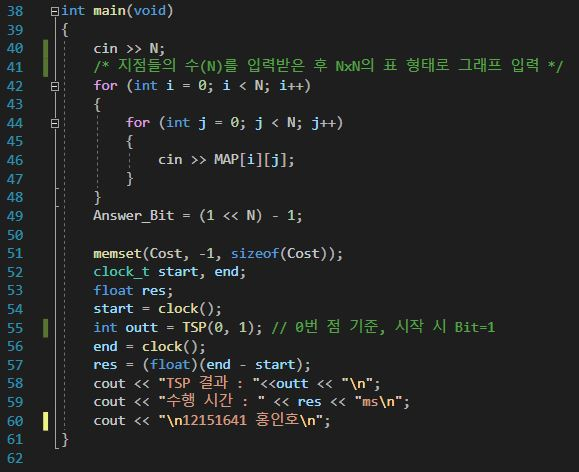 38 int main(void)
39 {
40 cin >> N;
41 /* 지점들의 수(N)를 입력받은 후 NxN의 표 형태로 그래프 입력 */
42 for (int i = 0; i < N; i++)
43 {
44 for (int j = 0; j < N; j++)
45 {
46 cin >> MAP[i][j];
47 }
48 }
49 Answer_Bit = (1 << N) - 1;
50
51 memset(Cost, -1, sizeof(Cost));
52 clock_t start, end;
53 float res;
54 start = clock();
55 int outt = TSP(0, 1); // 0번 점 기준, 시작 시 Bit=1
56 end = clock();
57 res = (float)(end - start);
58 cout << "TSP 결과 : "<<outt << "\n";
59 cout << "수행 시간 : " << res << "ms\n";
60 cout << "\n12151641 홍인호\n";
61 }
62